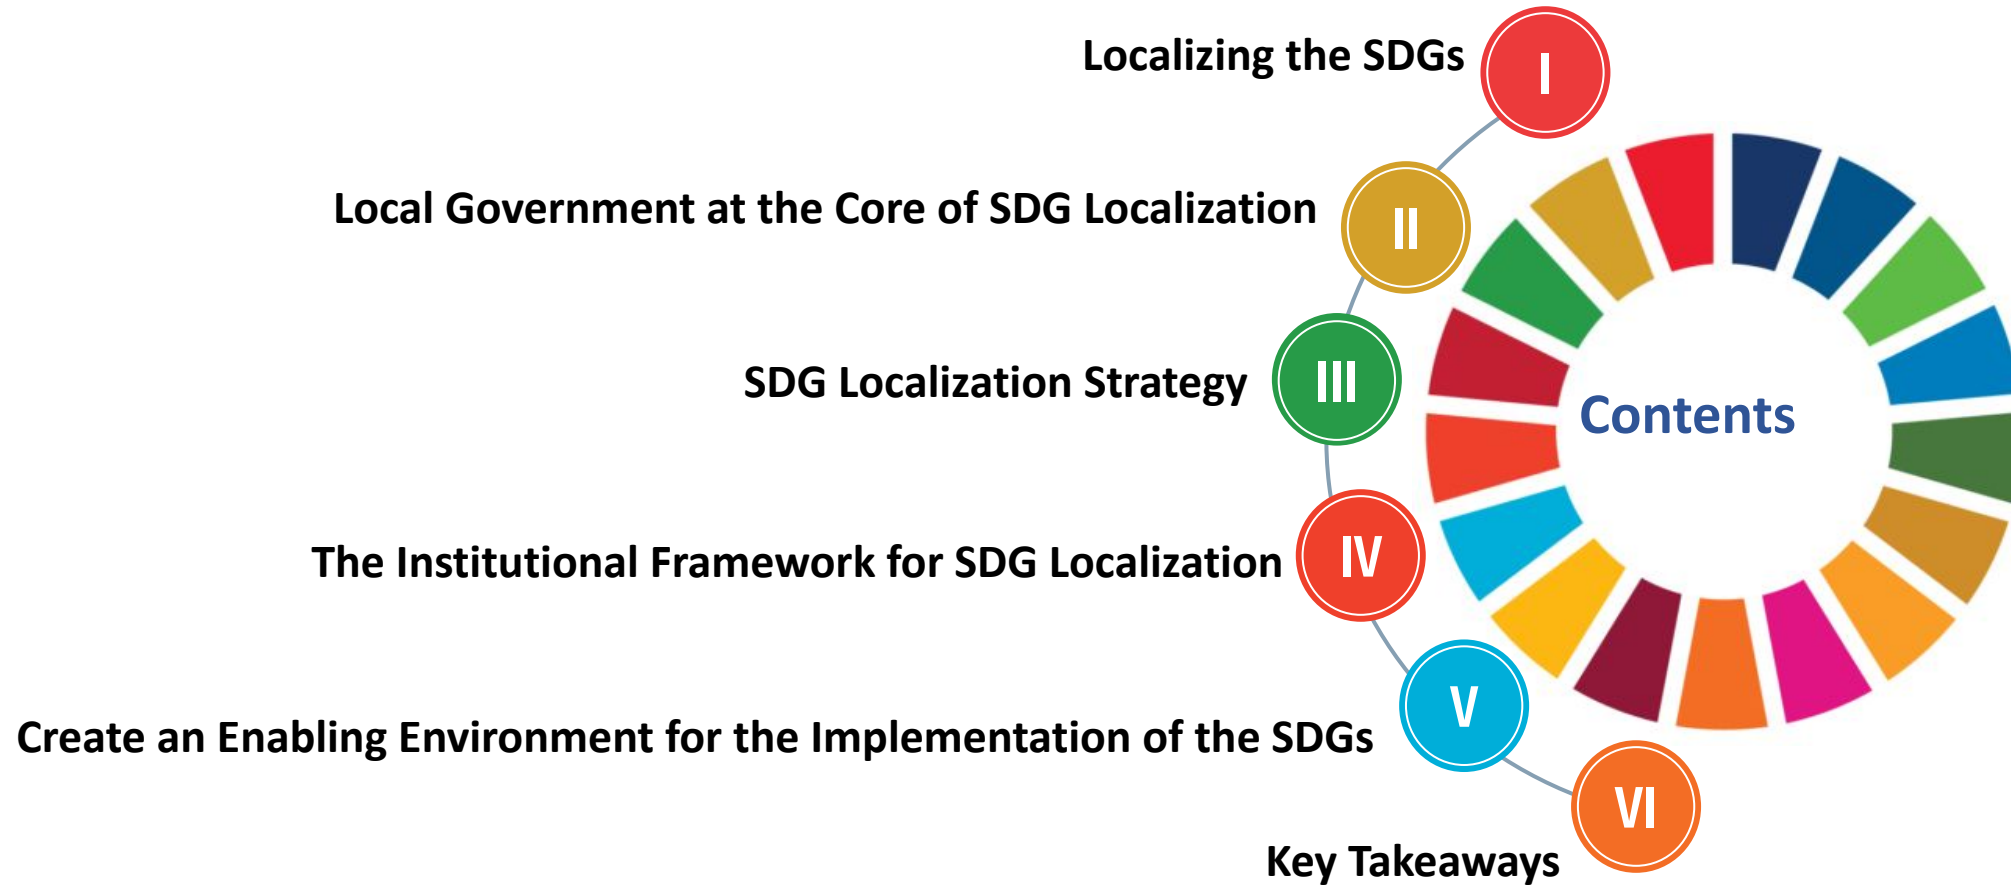 Localizing the SDGs
I
Local Government at the Core of SDG Localization
II
SDG Localization Strategy
III
Contents
The Institutional Framework for SDG Localization
IV
Create an Enabling Environment for the Implementation of the SDGs
V
VI
Key Takeaways